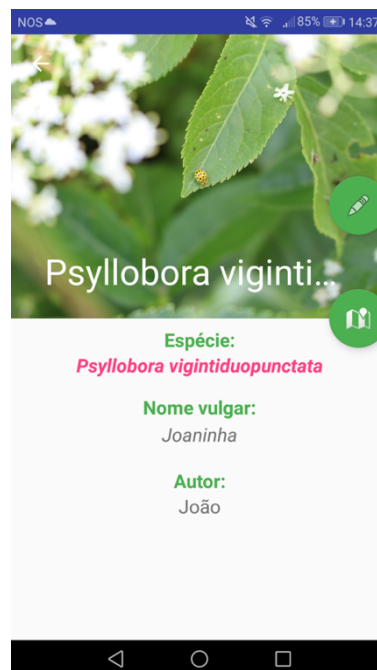 NOS 85% 14:37
Psyllobora viginti...
Espécie:
Psyllobora vigintiduopunctata
Nome vulgar:
Joaninha
Autor:
João